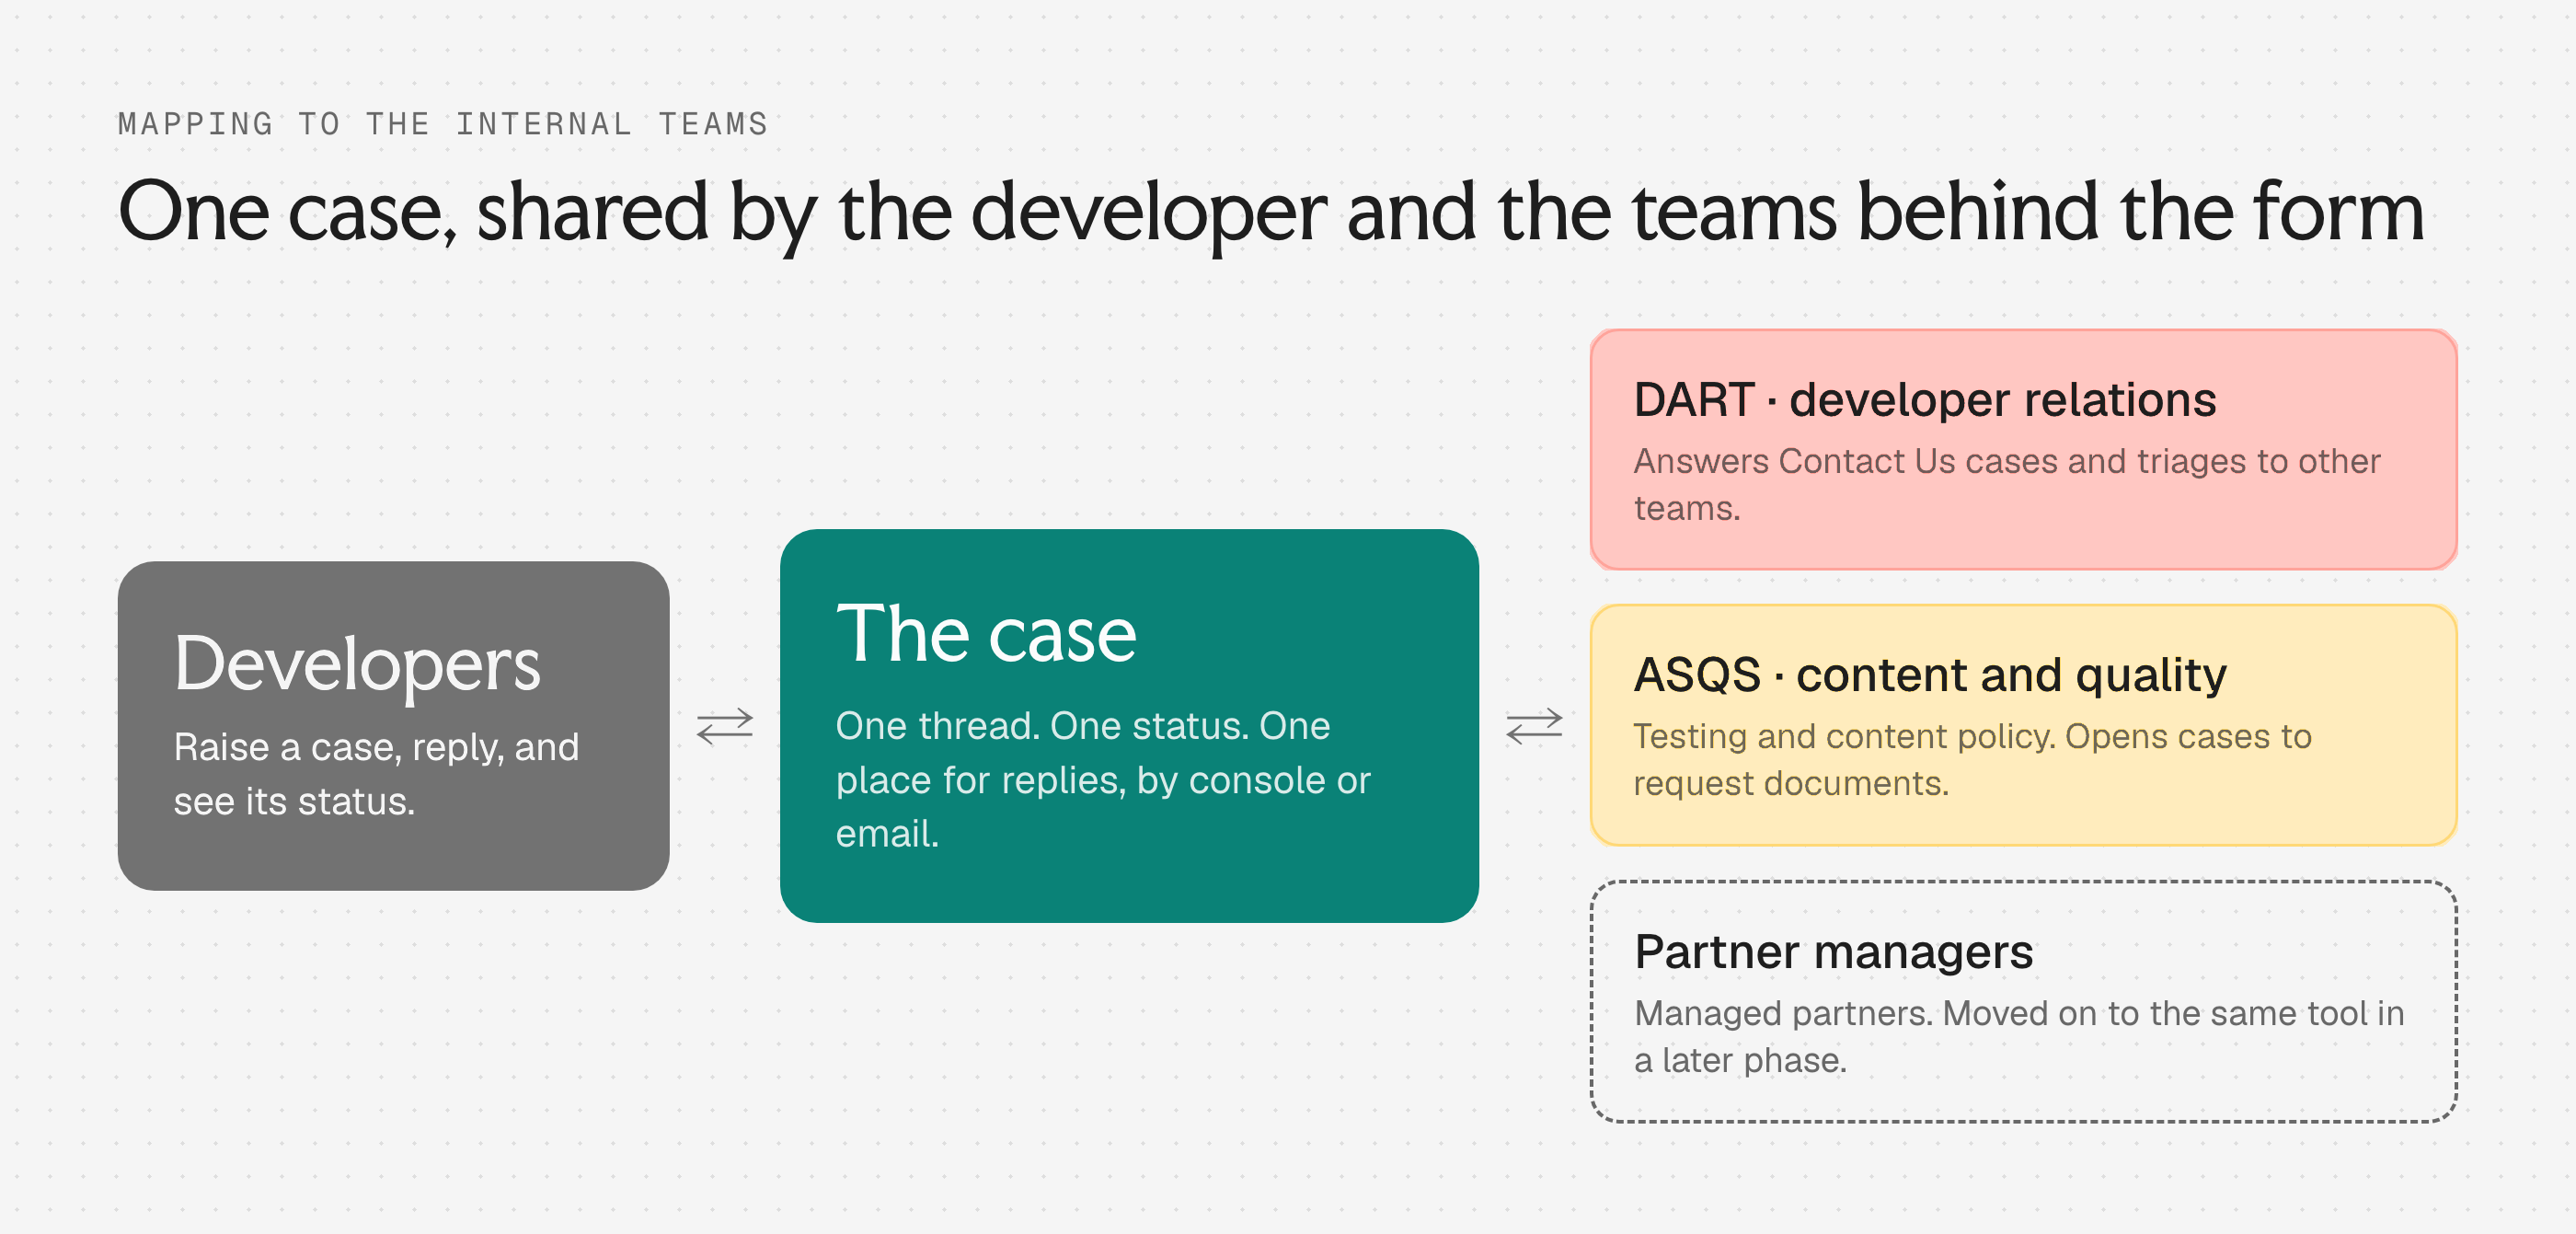 MAPPING TO THE INTERNAL TEAMS
One case, shared by the developer and the teams behind the form
Developers
Raise a case, reply, and
see its status.
The case
One thread. One status. One
place for replies, by console or
email.
DART · developer relations
Answers Contact Us cases and triages to other
teams.
ASQS · content and quality
Testing and content policy. Opens cases to
request documents.
Partner managers
Managed partners. Moved on to the same tool in
a later phase.